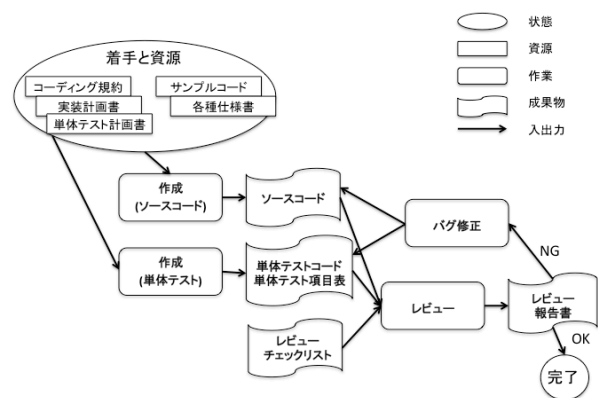 状態
資源
作業
成果物
入出力
着手と資源
コーディング規約
サンプルコード
実装計画書
各種仕様書
単体テスト計画書
作成
(ソースコード)
ソースコード
バグ修正
作成
(単体テスト)
単体テストコード
単体テスト項目表
NG
レビュー
レビュー
報告書
レビュー
チェックリスト
OK
完了